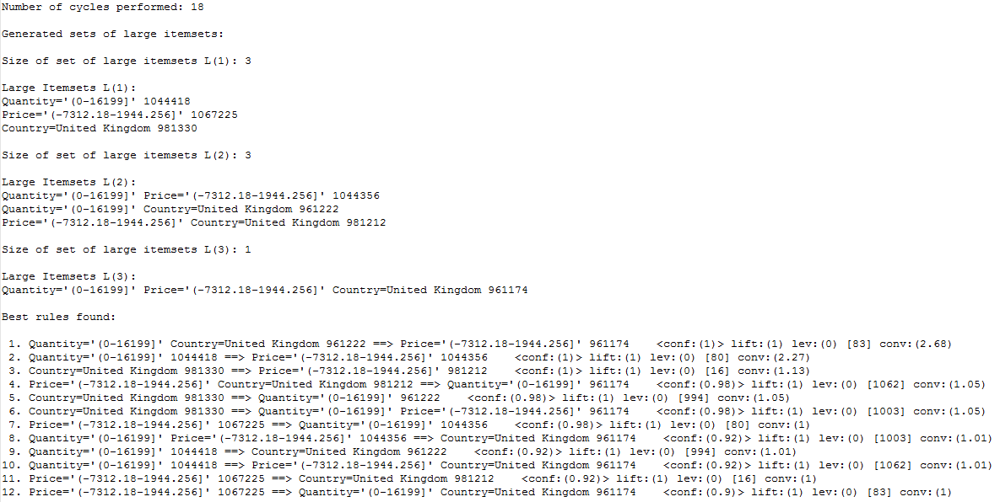 Number of cycles performed: 18
Generated sets of large itemsets:
Size of set of large itemsets L(1): 3
Large Itemsets L(1):
Quantity='(0-16199]' 1044418
Price='(-7312.18-1944.256]' 1067225
Country=United Kingdom 981330
Size of set of large itemsets L(2): 3
Large Itemsets L(2):
Quantity='(0-16199]' Price='(-7312.18-1944.256]' 1044356
Quantity='(0-16199]' Country=United Kingdom 961222
Price='(-7312.18-1944.256]' Country=United Kingdom 981212
Size of set of large itemsets L(3): 1
Large Itemsets L(3):
Quantity='(0-16199]' Price='(-7312.18-1944.256]' Country=United Kingdom 961174
Best rules found:
1. Quantity='(0-16199]' Country=United Kingdom 961222 ==> Price='(-7312.18-1944.256]' 961174 <conf:(1)> lift:(1) lev:(0) [83] conv:(2.68)
2. Quantity='(0-16199]' 1044418 ==> Price='(-7312.18-1944.256]' 1044356 <conf:(1)> lift:(1) lev:(0) [80] conv:(2.27)
3. Country=United Kingdom 981330 ==> Price='(-7312.18-1944.256]' 981212 <conf:(1)> lift:(1) lev:(0) [16] conv:(1.13)
4. Price='(-7312.18-1944.256]' Country=United Kingdom 981212 ==> Quantity='(0-16199]' 961174 <conf:(0.98)> lift:(1) lev:(0) [1062] conv:(1.05)
5. Country=United Kingdom 981330 ==> Quantity='(0-16199]' 961222 <conf:(0.98)> lift:(1) lev:(0) [994] conv:(1.05)
6. Country=United Kingdom 981330 ==> Quantity='(0-16199]' Price='(-7312.18-1944.256]' 961174 <conf:(0.98)> lift:(1) lev:(0) [1003] conv:(1.05)
7. Price='(-7312.18-1944.256]' 1067225 ==> Quantity='(0-16199]' 1044356 <conf:(0.98)> lift:(1) lev:(0) [80] conv:(1)
8. Quantity='(0-16199]' Price='(-7312.18-1944.256]' 1044356 ==> Country=United Kingdom 961174 <conf:(0.92)> lift:(1) lev:(0) [1003] conv:(1.01)
9. Quantity='(0-16199]' 1044418 ==> Country=United Kingdom 961222 <conf:(0.92)> lift:(1) lev:(0) [994] conv:(1.01)
10. Quantity='(0-16199]' 1044418 ==> Price='(-7312.18-1944.256]' Country=United Kingdom 961174 <conf:(0.92)> lift:(1) lev:(0) [1062] conv:(1.01)
11. Price='(-7312.18-1944.256]' 1067225 ==> Country=United Kingdom 981212 <conf:(0.92)> lift:(1) lev:(0) [16] conv:(1)
12. Price='(-7312.18-1944.256]' 1067225 ==> Quantity='(0-16199]' Country=United Kingdom 961174 <conf:(0.9)> lift:(1) lev:(0) [83] conv:(1)